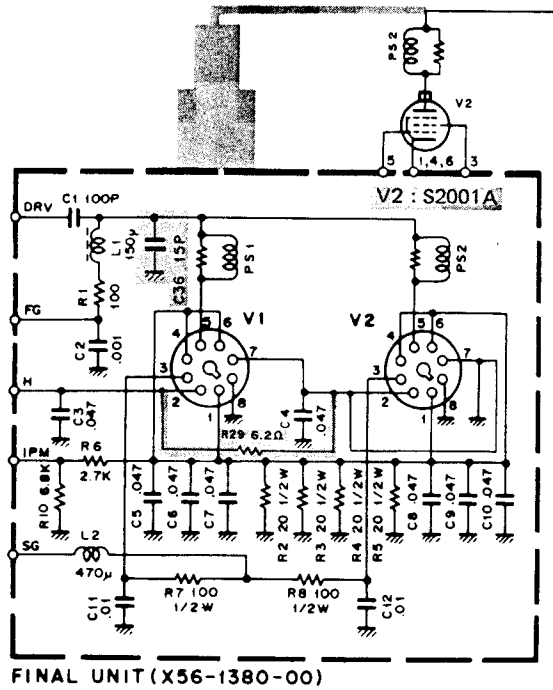 PS2
V2
5 1,4,6 3
V2 : S2001A
DRV C1 100P
L1
150μ
C36 15P
PS1
PS2
R1
100
V1
V2
5
4 6
3 7
2 8
1
5
4 6
3 7
2 8
1
FG
C2
.001
H
C3
.047
C4
.047
R29 6.2Ω
IPM
R6
2.7K
R10 6.8K
C5 .047
C6 .047
C7 .047
R2 20 1/2W
R3 20 1/2W
R4 20 1/2W
R5 20 1/2W
C8 .047
C9 .047
C10 .047
SG L2
470μ
R7 100
1/2W
R8 100
1/2W
C11
.01
C12
.01
FINAL UNIT (X56-1380-00)